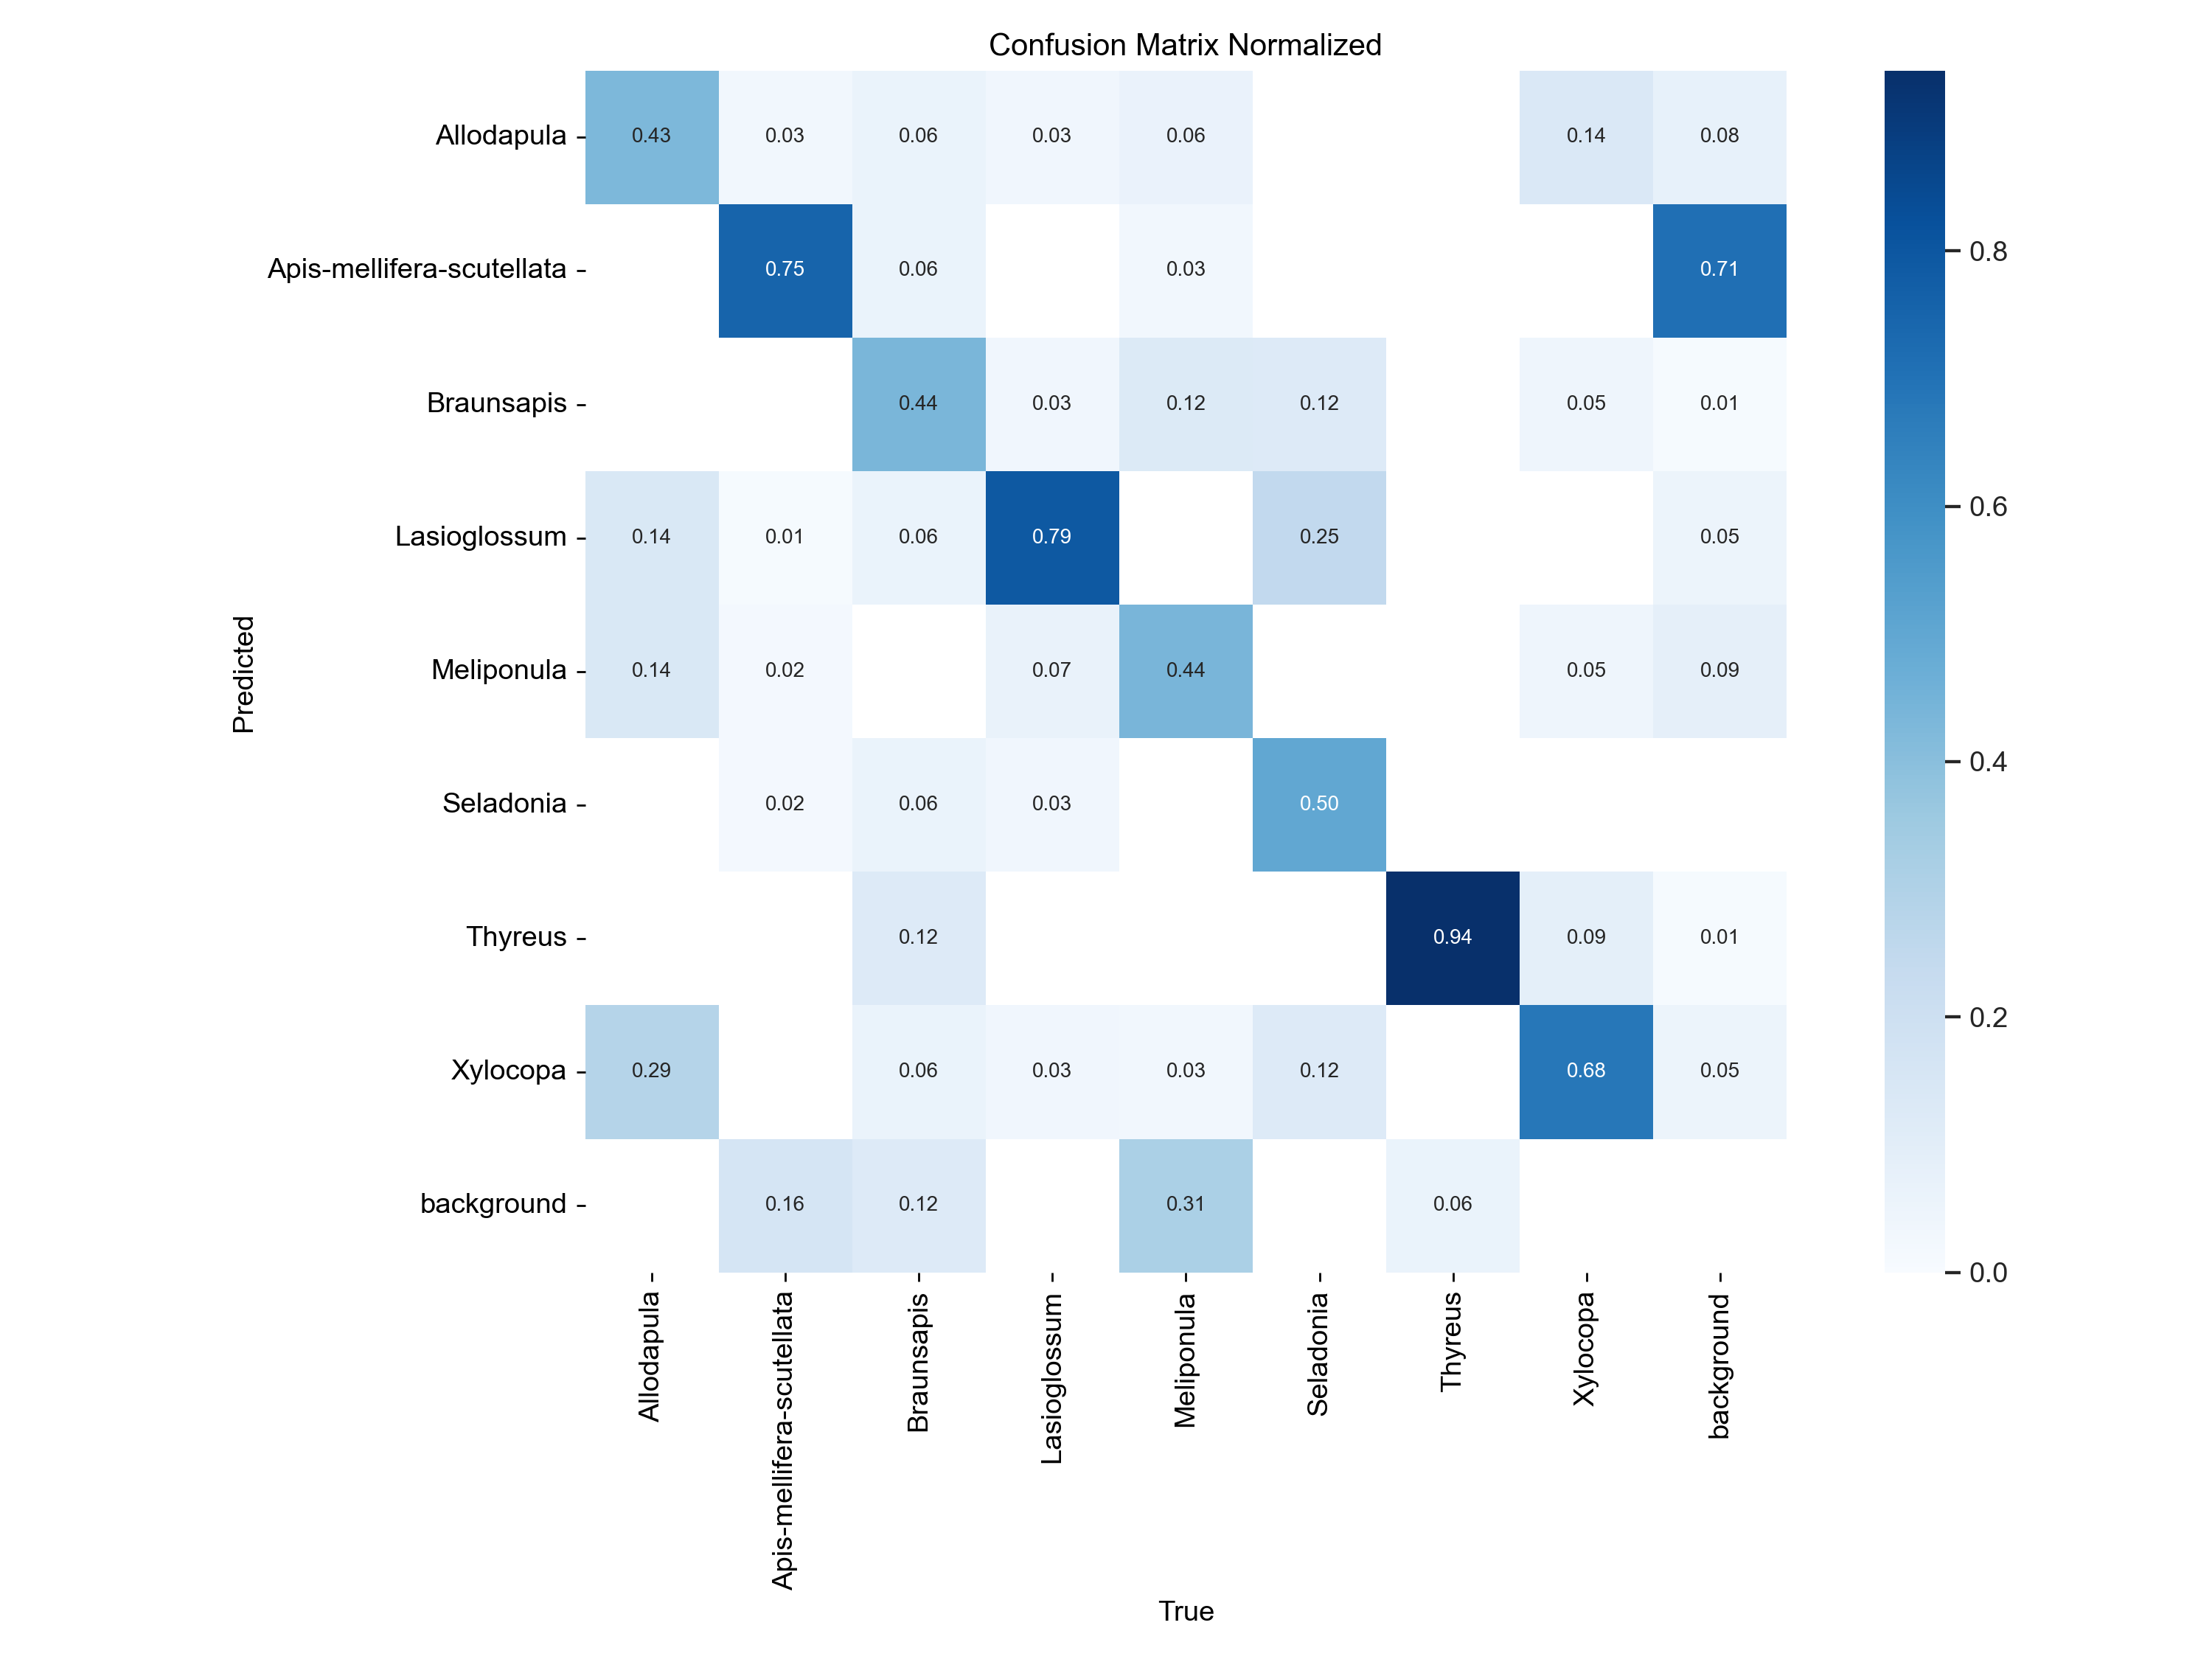 Confusion Matrix Normalized
Allodapula 0.43 0.03 0.06 0.03 0.06 0.14 0.08
Apis-mellifera-scutellata 0.75 0.06 0.03 0.71
Braunsapis 0.44 0.03 0.12 0.12 0.05 0.01
Lasioglossum 0.14 0.01 0.06 0.79 0.25 0.05
Meliponula 0.14 0.02 0.07 0.44 0.05 0.09
Seladonia 0.02 0.06 0.03 0.50
Thyreus 0.12 0.94 0.09 0.01
Xylocopa 0.29 0.06 0.03 0.03 0.12 0.68 0.05
background 0.16 0.12 0.31 0.06
Predicted
Allodapula
Apis-mellifera-scutellata
Braunsapis
Lasioglossum
Meliponula
Seladonia
Thyreus
Xylocopa
background
True
0.8
0.6
0.4
0.2
0.0